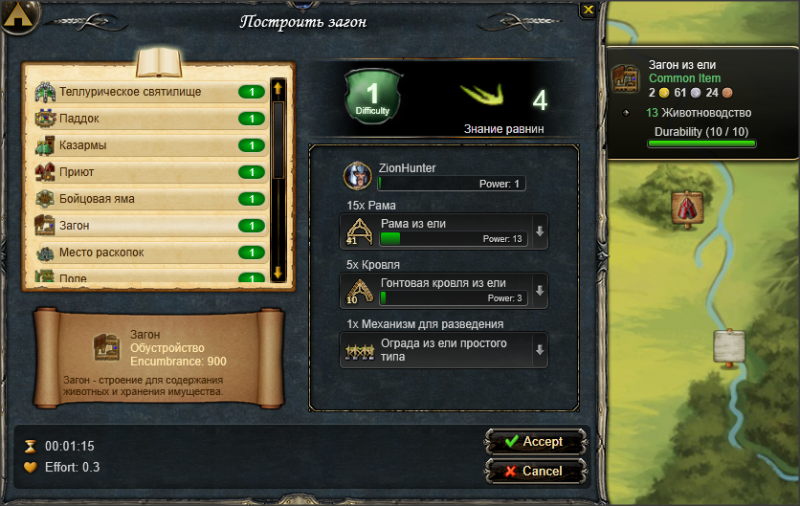 Построить загон
Теллурическое святилище 1
Паддок 1
Казармы 1
Приют 1
Бойцовая яма 1
Загон 1
Место раскопок 1
Поле 1
Загон
Обустройство
Encumbrance: 900
Загон - строение для содержания
животных и хранения имущества.
1
Difficulty
4
Знание равнин
ZionHunter
Power: 1
15x Рама
Рама из ели
41
Power: 13
5x Кровля
Гонтовая кровля из ели
10
Power: 3
1x Механизм для разведения
Ограда из ели простого
типа
00:01:15
Effort: 0.3
Accept
Cancel
Загон из ели
Common Item
2 61 24
13 Животноводство
Durability (10 / 10)